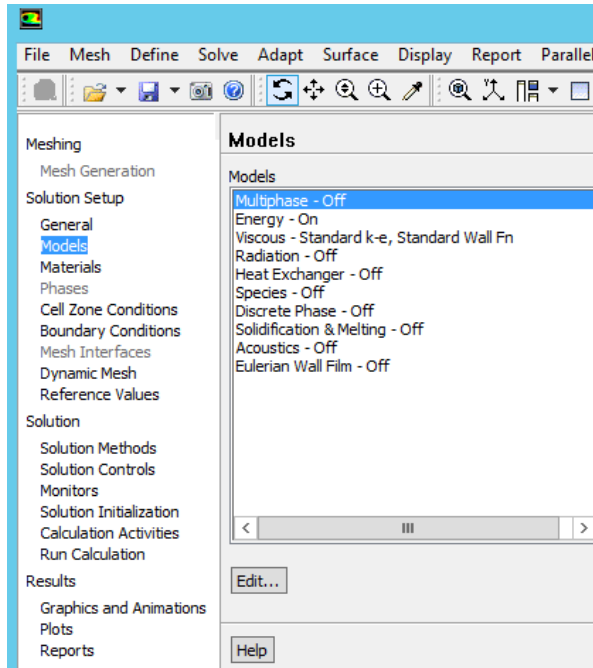 File Mesh Define Solve Adapt Surface Display Report Parallel
Meshing
Mesh Generation
Solution Setup
General
Models
Materials
Phases
Cell Zone Conditions
Boundary Conditions
Mesh Interfaces
Dynamic Mesh
Reference Values
Solution
Solution Methods
Solution Controls
Monitors
Solution Initialization
Calculation Activities
Run Calculation
Results
Graphics and Animations
Plots
Reports
Models
Models
Multiphase - Off
Energy - On
Viscous - Standard k-e, Standard Wall Fn
Radiation - Off
Heat Exchanger - Off
Species - Off
Discrete Phase - Off
Solidification & Melting - Off
Acoustics - Off
Eulerian Wall Film - Off
Edit...
Help